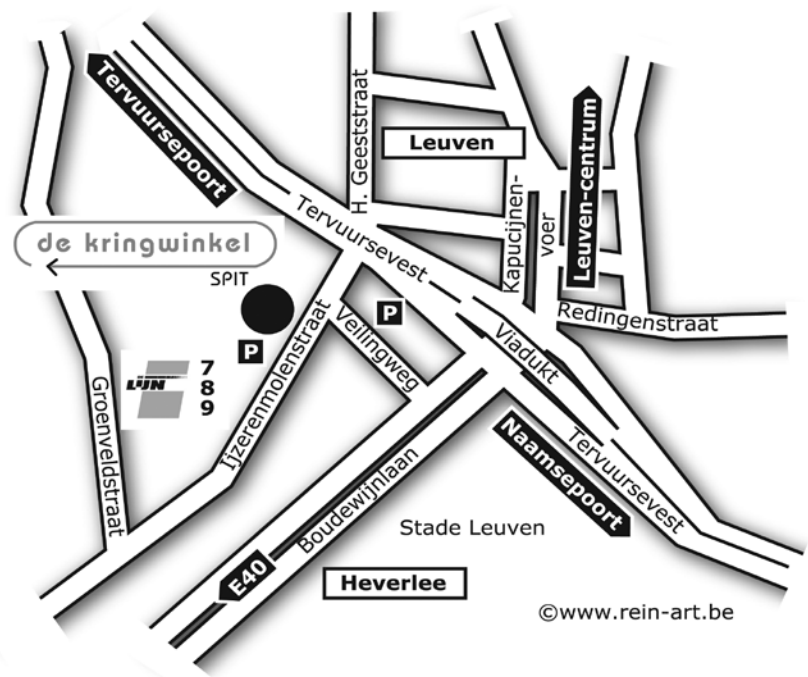 Tervuursepoort
H. Geeststraat
Leuven
Leuven-centrum
Kapucijnen-
voer
Tervuursevest
de kringwinkel
SPIT
P
P
Veilingweg
Redingenstraat
Viadukt
LIJN
7
8
9
Groenveldstraat
Ijzerenmolenstraat
Naamsepoort
Tervuursevest
Boudewijnlaan
Stade Leuven
E40
Heverlee
©www.rein-art.be